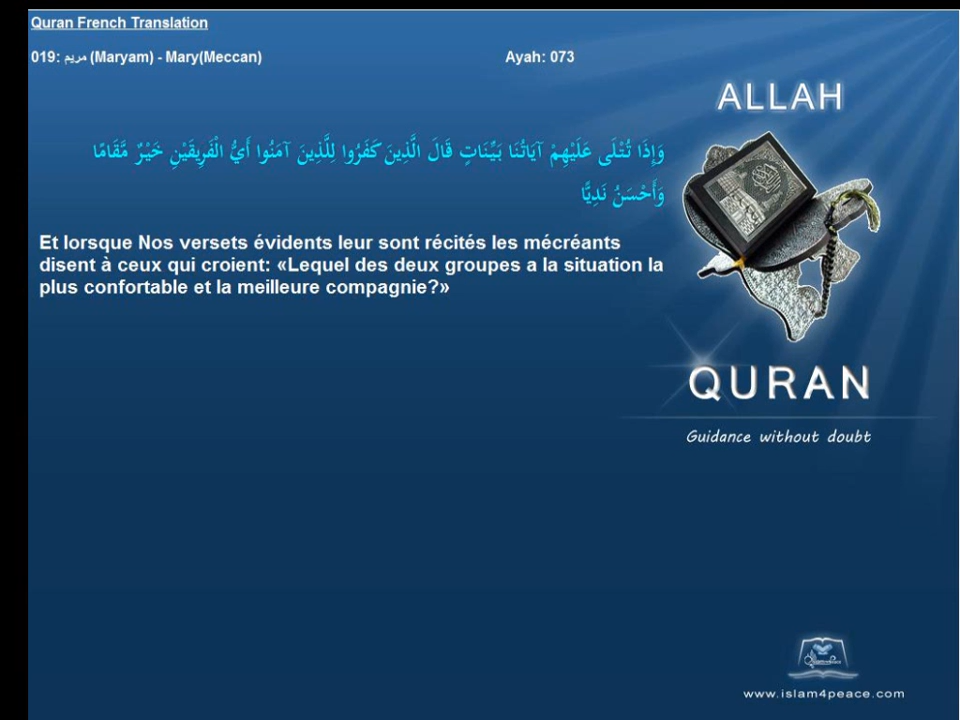 Quran French Translation
019: مريم (Maryam) - Mary(Meccan) Ayah: 073
ALLAH
وَإِذَا تُتْلَى عَلَيْهِمْ آيَاتُنَا بَيِّنَاتٍ قَالَ الَّذِينَ كَفَرُوا لِلَّذِينَ آمَنُوا أَيُّ الْفَرِيقَيْنِ خَيْرٌ مَّقَامًا
وَأَحْسَنُ نَدِيًّا
Et lorsque Nos versets évidents leur sont récités les mécréants
disent à ceux qui croient: «Lequel des deux groupes a la situation la
plus confortable et la meilleure compagnie?»
QURAN
Guidance without doubt
www.islam4peace.com